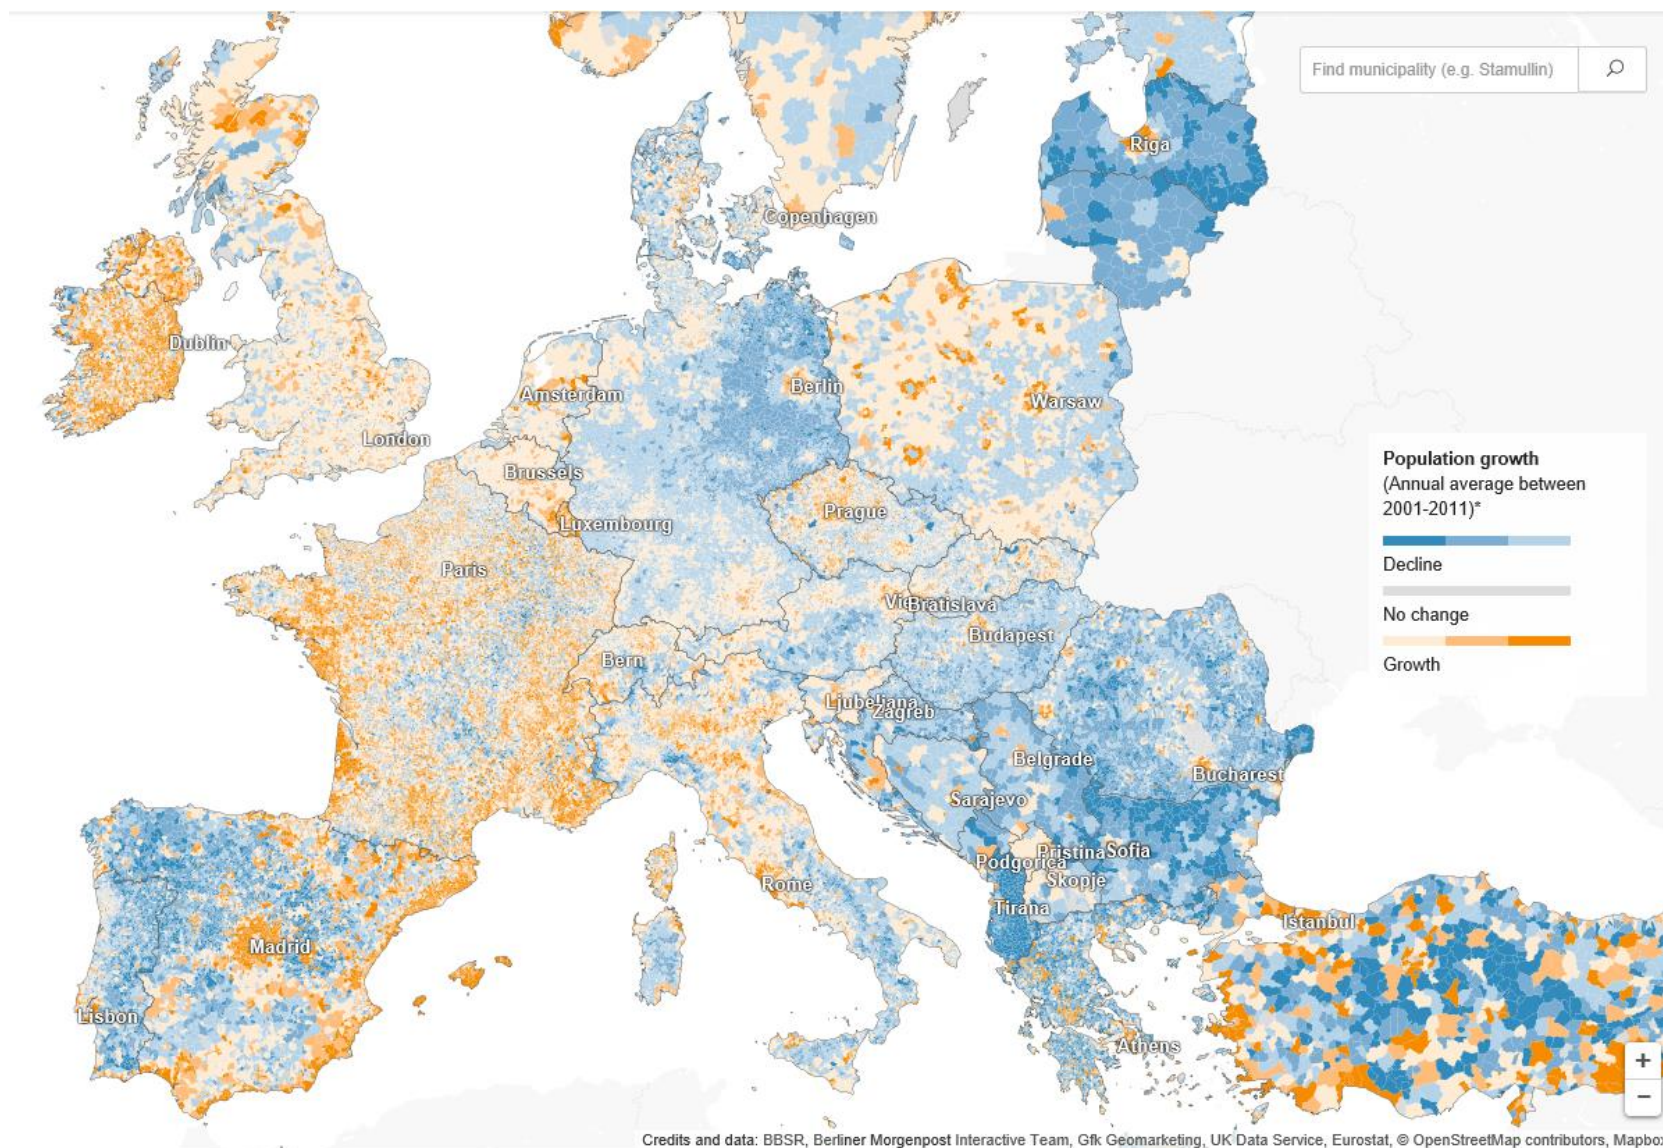 Find municipality (e.g. Stamullin)
Riga
Copenhagen
Dublin
Berlin
Amsterdam
Warsaw
London
Brussels
Population growth
(Annual average between
2001-2011)*
Decline
No change
Growth
Prague
Luxembourg
Paris
Bratislava
Budapest
Bern
Ljubeljana
Zagreb
Belgrade
Bucharest
Sarajevo
Pristina
Sofia
Podgorica
Skopje
Rome
Tirana
Istanbul
Madrid
Lisbon
Athens
+
−
Credits and data: BBSR, Berliner Morgenpost Interactive Team, Gfk Geomarketing, UK Data Service, Eurostat, © OpenStreetMap contributors, Mapbox